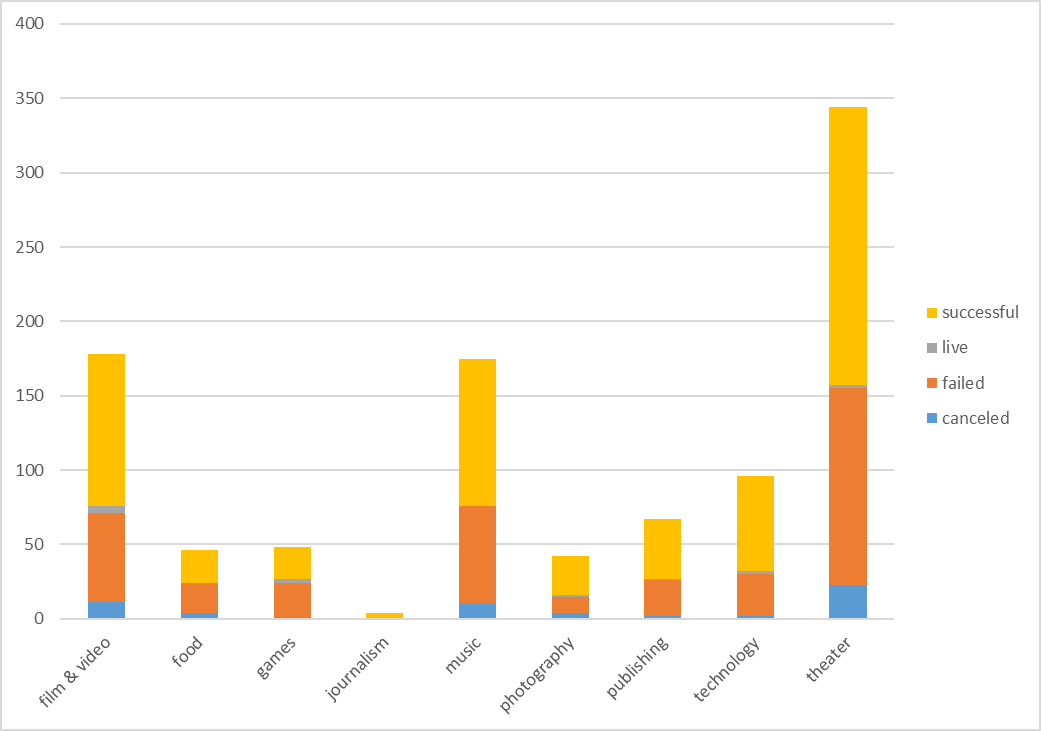 400
350
300
250
200
150
100
50
0
film & video
food
games
journalism
music
photography
publishing
technology
theater
successful
live
failed
canceled